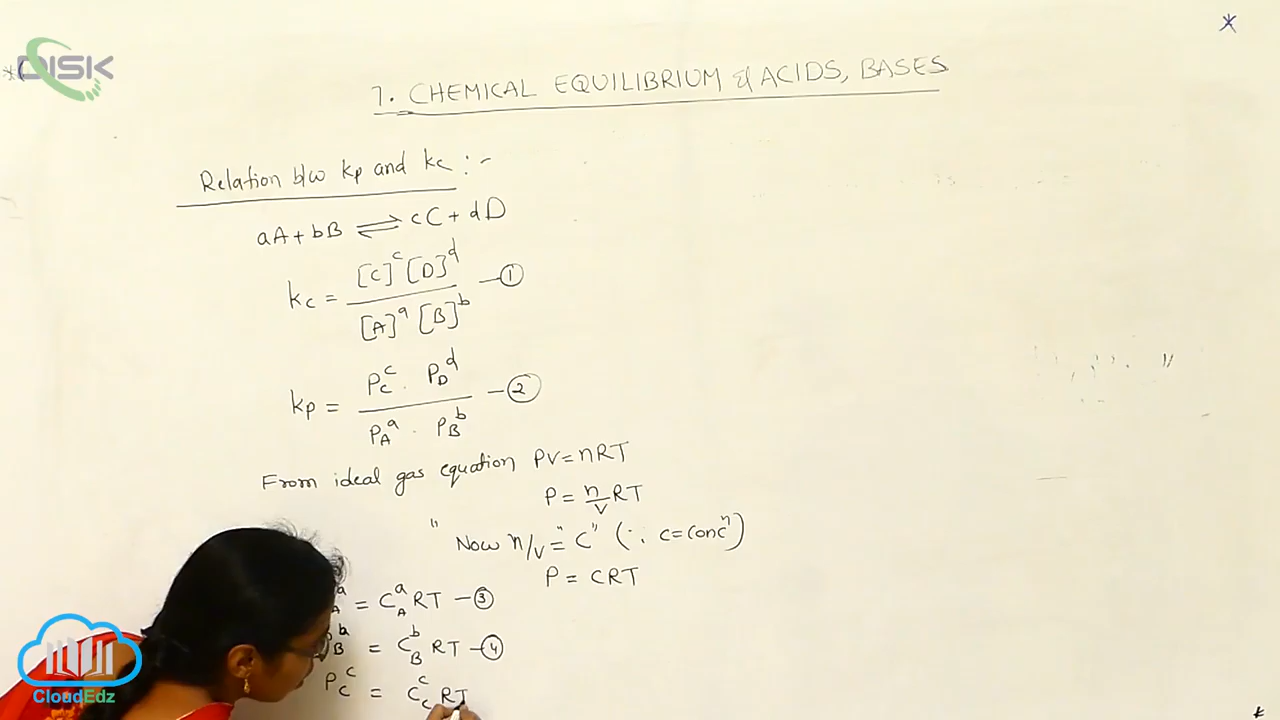 DISK
7. CHEMICAL EQUILIBRIUM & ACIDS, BASES
Relation b/w kp and kc :-
aA + bB ⇌ cC + dD
kc = [C]^c [D]^d / [A]^a [B]^b —①
kp = P_C^c . P_D^d / P_A^a . P_B^b —②
From ideal gas equation PV = nRT
P = n/V RT
" Now n/V = "C" (∵ c = conc^n)
P = CRT
= C_A^a RT —③
= C_B^b RT —④
P_C^c = C_C^c RT
CloudEdz